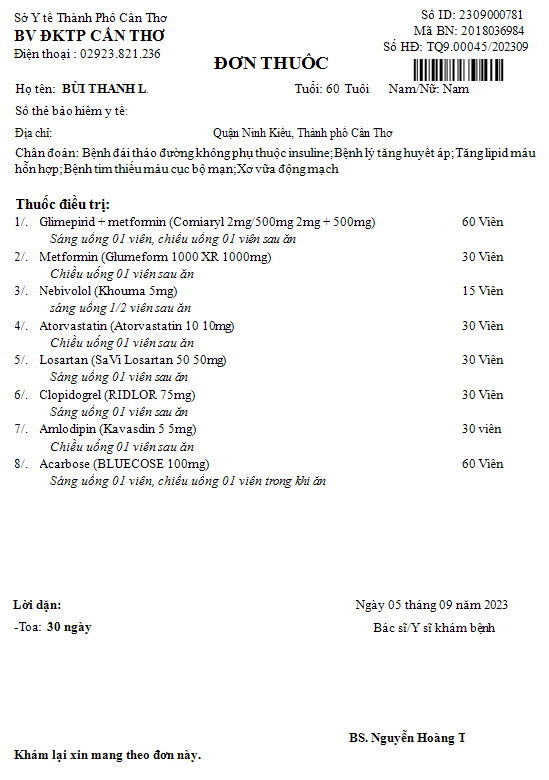 Sở Y tế Thành Phố Cần Thơ
Số ID: 2309000781
BV ĐKTP CẦN THƠ
Mã BN: 2018036984
Điện thoại : 02923.821.236
Số HĐ: TQ9.00045/202309
ĐƠN THUỐC
Họ tên: BÙI THANH L. Tuổi: 60 Tuổi Nam/Nữ: Nam
Số thẻ bảo hiểm y tế:
Địa chỉ: Quận Ninh Kiều, Thành phố Cần Thơ
Chẩn đoán: Bệnh đái tháo đường không phụ thuộc insuline; Bệnh lý tăng huyết áp; Tăng lipid máu
hỗn hợp; Bệnh tim thiếu máu cục bộ mạn; Xơ vữa động mạch
Thuốc điều trị:
1/. Glimepirid + metformin (Comiaryl 2mg/500mg 2mg + 500mg) 60 Viên
Sáng uống 01 viên, chiều uống 01 viên sau ăn
2/. Metformin (Glumeform 1000 XR 1000mg) 30 Viên
Chiều uống 01 viên sau ăn
3/. Nebivolol (Khouma 5mg) 15 Viên
sáng uống 1/2 viên sau ăn
4/. Atorvastatin (Atorvastatin 10 10mg) 30 Viên
Chiều uống 01 viên sau ăn
5/. Losartan (SaVi Losartan 50 50mg) 30 Viên
Sáng uống 01 viên sau ăn
6/. Clopidogrel (RIDLOR 75mg) 30 Viên
Sáng uống 01 viên sau ăn
7/. Amlodipin (Kavasdin 5 5mg) 30 viên
Chiều uống 01 viên sau ăn
8/. Acarbose (BLUECOSE 100mg) 60 Viên
Sáng uống 01 viên, chiều uống 01 viên trong khi ăn
Lời dặn: Ngày 05 tháng 09 năm 2023
-Toa: 30 ngày Bác sĩ/Y sĩ khám bệnh
BS. Nguyễn Hoàng T
Khám lại xin mang theo đơn này.